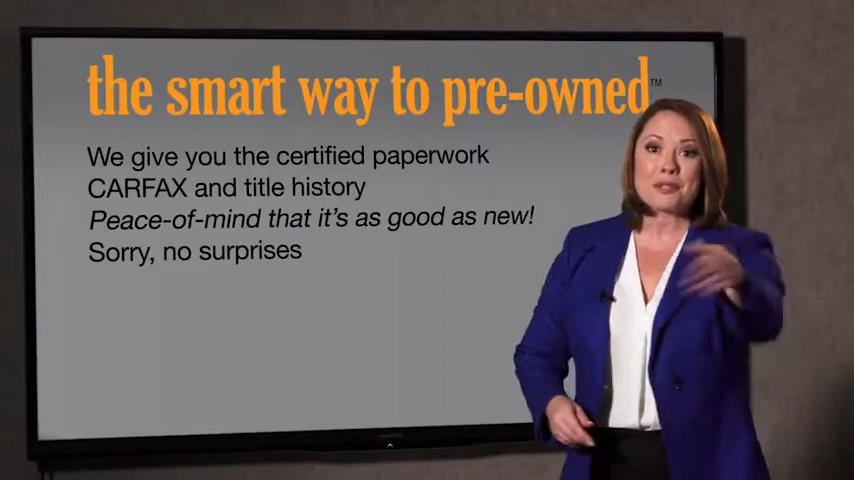 the smart way to pre-owned™
We give you the certified paperwork
CARFAX and title history
Peace-of-mind that it's as good as new!
Sorry, no surprises